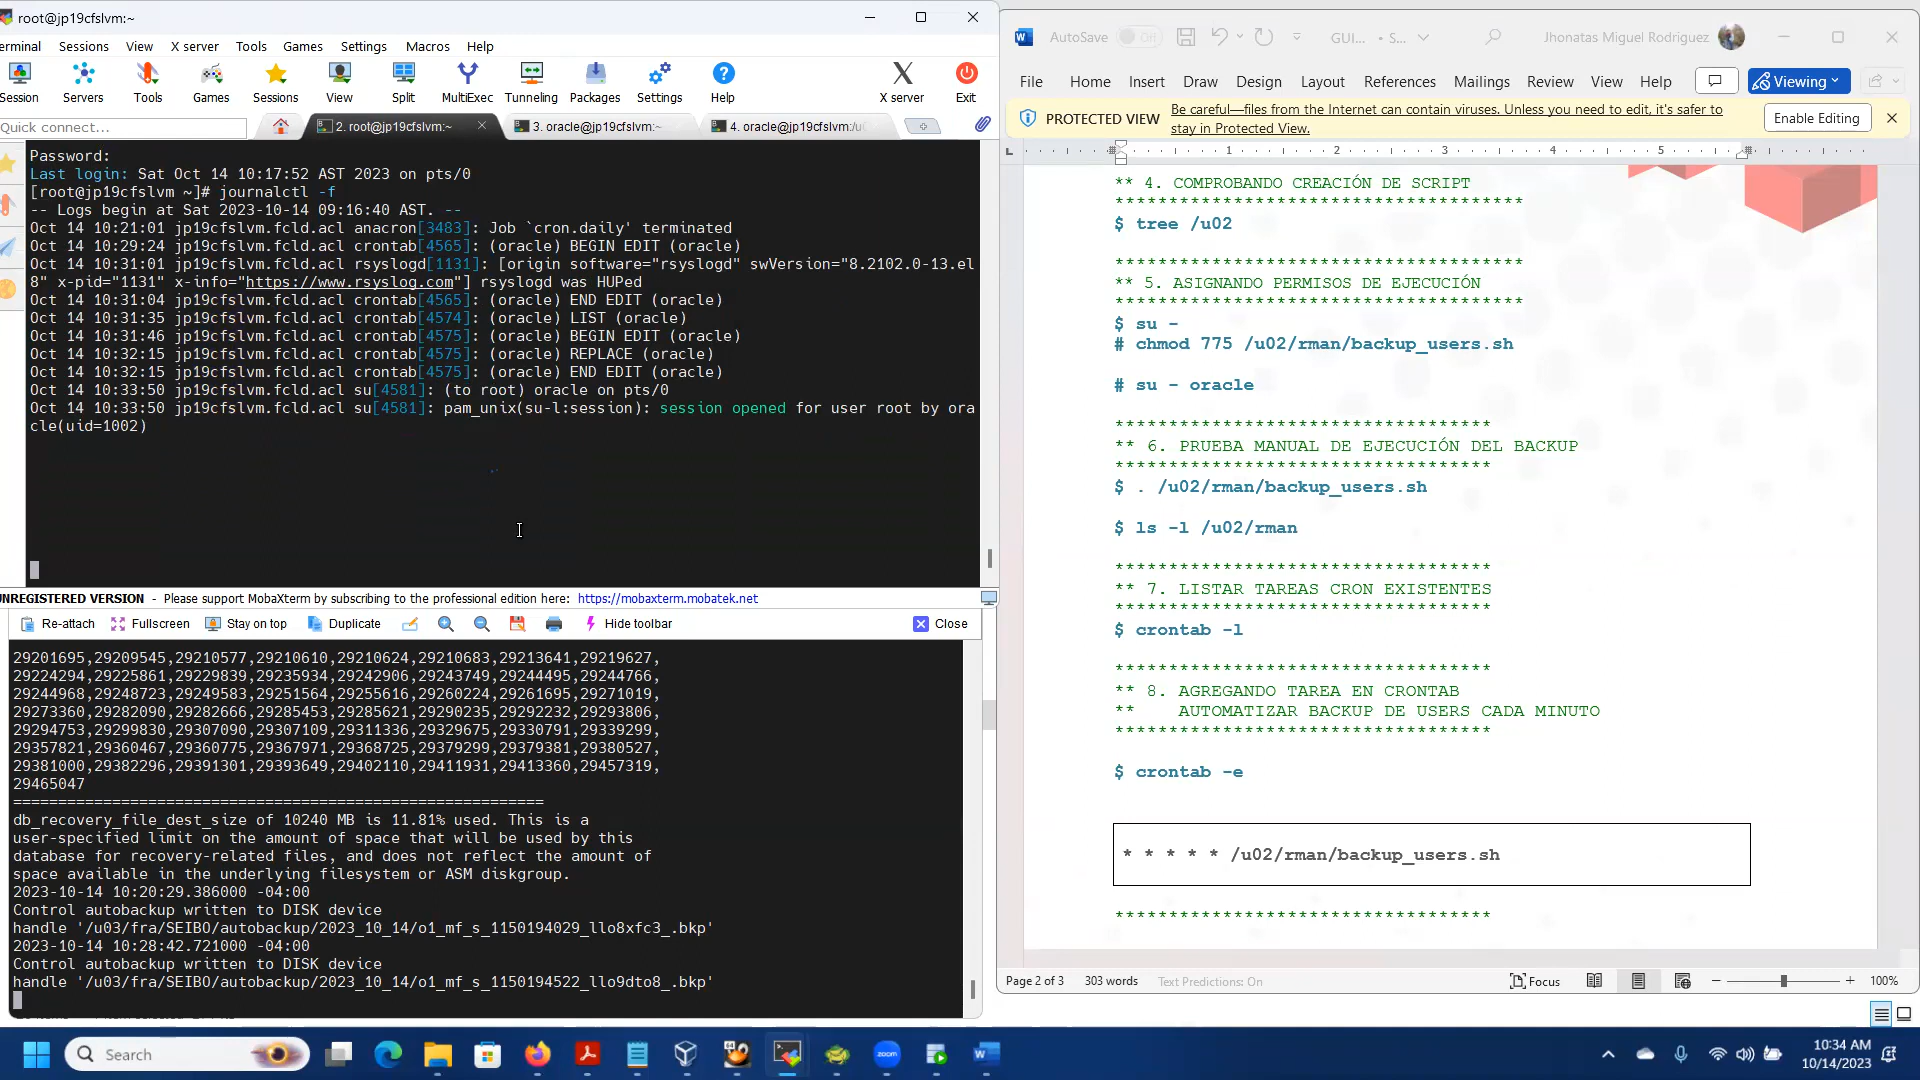 root@jp19cfslvm:~
erminal Sessions View X server Tools Games Settings Macros Help
Session Servers Tools Games Sessions View Split MultiExec Tunneling Packages Settings Help X server Exit
Quick connect...
2. root@jp19cfslvm:~
3. oracle@jp19cfslvm:~
4. oracle@jp19cfslvm:/u
Password:
Last login: Sat Oct 14 10:17:52 AST 2023 on pts/0
[root@jp19cfslvm ~]# journalctl -f
-- Logs begin at Sat 2023-10-14 09:16:40 AST. --
Oct 14 10:21:01 jp19cfslvm.fcld.acl anacron[3483]: Job `cron.daily' terminated
Oct 14 10:29:24 jp19cfslvm.fcld.acl crontab[4565]: (oracle) BEGIN EDIT (oracle)
Oct 14 10:31:01 jp19cfslvm.fcld.acl rsyslogd[1131]: [origin software="rsyslogd" swVersion="8.2102.0-13.el
8" x-pid="1131" x-info="https://www.rsyslog.com"] rsyslogd was HUPed
Oct 14 10:31:04 jp19cfslvm.fcld.acl crontab[4565]: (oracle) END EDIT (oracle)
Oct 14 10:31:35 jp19cfslvm.fcld.acl crontab[4574]: (oracle) LIST (oracle)
Oct 14 10:31:46 jp19cfslvm.fcld.acl crontab[4575]: (oracle) BEGIN EDIT (oracle)
Oct 14 10:32:15 jp19cfslvm.fcld.acl crontab[4575]: (oracle) REPLACE (oracle)
Oct 14 10:32:15 jp19cfslvm.fcld.acl crontab[4575]: (oracle) END EDIT (oracle)
Oct 14 10:33:50 jp19cfslvm.fcld.acl su[4581]: (to root) oracle on pts/0
Oct 14 10:33:50 jp19cfslvm.fcld.acl su[4581]: pam_unix(su-l:session): session opened for user root by ora
cle(uid=1002)
UNREGISTERED VERSION - Please support MobaXterm by subscribing to the professional edition here: https://mobaxterm.mobatek.net
Re-attach Fullscreen Stay on top Duplicate Hide toolbar Close
29201695,29209545,29210577,29210610,29210624,29210683,29213641,29219627,
29224294,29225861,29229839,29235934,29242906,29243749,29244495,29244766,
29244968,29248723,29249583,29251564,29255616,29260224,29261695,29271019,
29273360,29282090,29282666,29285453,29285621,29290235,29292232,29293806,
29294753,29299830,29307090,29307109,29311336,29329675,29330791,29339299,
29357821,29360467,29360775,29367971,29368725,29379299,29379381,29380527,
29381000,29382296,29391301,29393649,29402110,29411931,29413360,29457319,
29465047
===========================================================
db_recovery_file_dest_size of 10240 MB is 11.81% used. This is a
user-specified limit on the amount of space that will be used by this
database for recovery-related files, and does not reflect the amount of
space available in the underlying filesystem or ASM diskgroup.
2023-10-14 10:20:29.386000 -04:00
Control autobackup written to DISK device
handle '/u03/fra/SEIBO/autobackup/2023_10_14/o1_mf_s_1150194029_llo8xfc3_.bkp'
2023-10-14 10:28:42.721000 -04:00
Control autobackup written to DISK device
handle '/u03/fra/SEIBO/autobackup/2023_10_14/o1_mf_s_1150194522_llo9dto8_.bkp'
AutoSave Off GUI... • S... Jhonatas Miguel Rodriguez
File Home Insert Draw Design Layout References Mailings Review View Help Viewing
PROTECTED VIEW Be careful—files from the Internet can contain viruses. Unless you need to edit, it's safer to
stay in Protected View. Enable Editing
1 2 3 4 5
** 4. COMPROBANDO CREACIÓN DE SCRIPT
**************************************
$ tree /u02
**************************************
** 5. ASIGNANDO PERMISOS DE EJECUCIÓN
**************************************
$ su -
# chmod 775 /u02/rman/backup_users.sh
# su - oracle
***********************************
** 6. PRUEBA MANUAL DE EJECUCIÓN DEL BACKUP
***********************************
$ . /u02/rman/backup_users.sh
$ ls -l /u02/rman
***********************************
** 7. LISTAR TAREAS CRON EXISTENTES
***********************************
$ crontab -l
***********************************
** 8. AGREGANDO TAREA EN CRONTAB
** AUTOMATIZAR BACKUP DE USERS CADA MINUTO
***********************************
$ crontab -e
* * * * * /u02/rman/backup_users.sh
***********************************
Page 2 of 3 303 words Text Predictions: On Focus 100%
Search
zoom
10:34 AM
10/14/2023